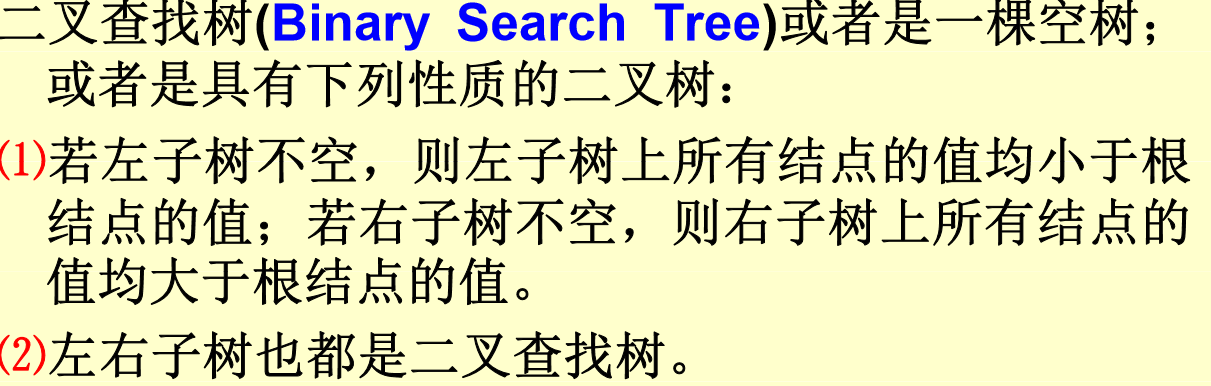 二叉查找树(Binary Search Tree)或者是一棵空树；
或者是具有下列性质的二叉树：
⑴若左子树不空，则左子树上所有结点的值均小于根
结点的值；若右子树不空，则右子树上所有结点的
值均大于根结点的值。
⑵左右子树也都是二叉查找树。